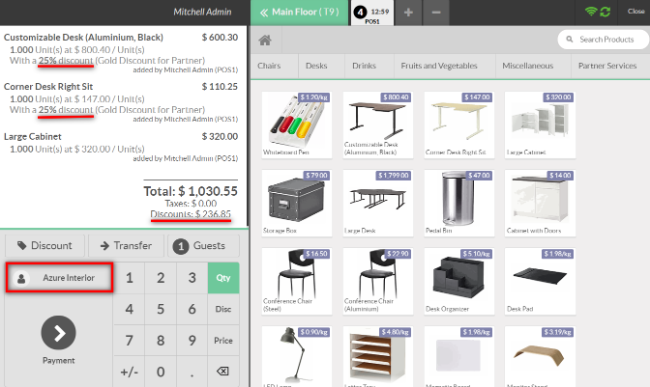 Mitchell Admin
Main Floor ( T9 )
4
12:59
POS1
+
−
Close
Customizable Desk (Aluminium, Black) $ 600.30
1.000 Unit(s) at $ 800.40 / Unit(s)
With a 25% discount (Gold Discount for Partner)
added by Mitchell Admin (POS1)
Corner Desk Right Sit $ 110.25
1.000 Unit(s) at $ 147.00 / Unit(s)
With a 25% discount (Gold Discount for Partner)
added by Mitchell Admin (POS1)
Large Cabinet $ 320.00
1.000 Unit(s) at $ 320.00 / Unit(s)
added by Mitchell Admin (POS1)
Total: $ 1,030.55
Taxes: $ 0.00
Discounts: $ 236.85
Discount
Transfer
1 Guests
Azure Interior
Payment
1 2 3 Qty
4 5 6 Disc
7 8 9 Price
+/- 0 .
Search Products
Chairs Desks Drinks Fruits and Vegetables Miscellaneous Partner Services
$ 1.20/kg
Whiteboard Pen
$ 800.40
Customizable Desk
(Aluminium, Black)
$ 147.00
Corner Desk Right Sit
$ 320.00
Large Cabinet
$ 79.00
Storage Box
$ 1,799.00
Large Desk
$ 47.00
Pedal Bin
$ 14.00
Cabinet with Doors
$ 16.50
Conference Chair
(Steel)
$ 22.90
Conference Chair
(Aluminium)
$ 5.10/kg
Desk Organizer
$ 1.98/kg
Desk Pad
$ 0.90/kg
LED Lamp
$ 4.80/kg
Letter Tray
$ 1.98/kg
Magnetic Board
$ 3.19/kg
Monitor Stand